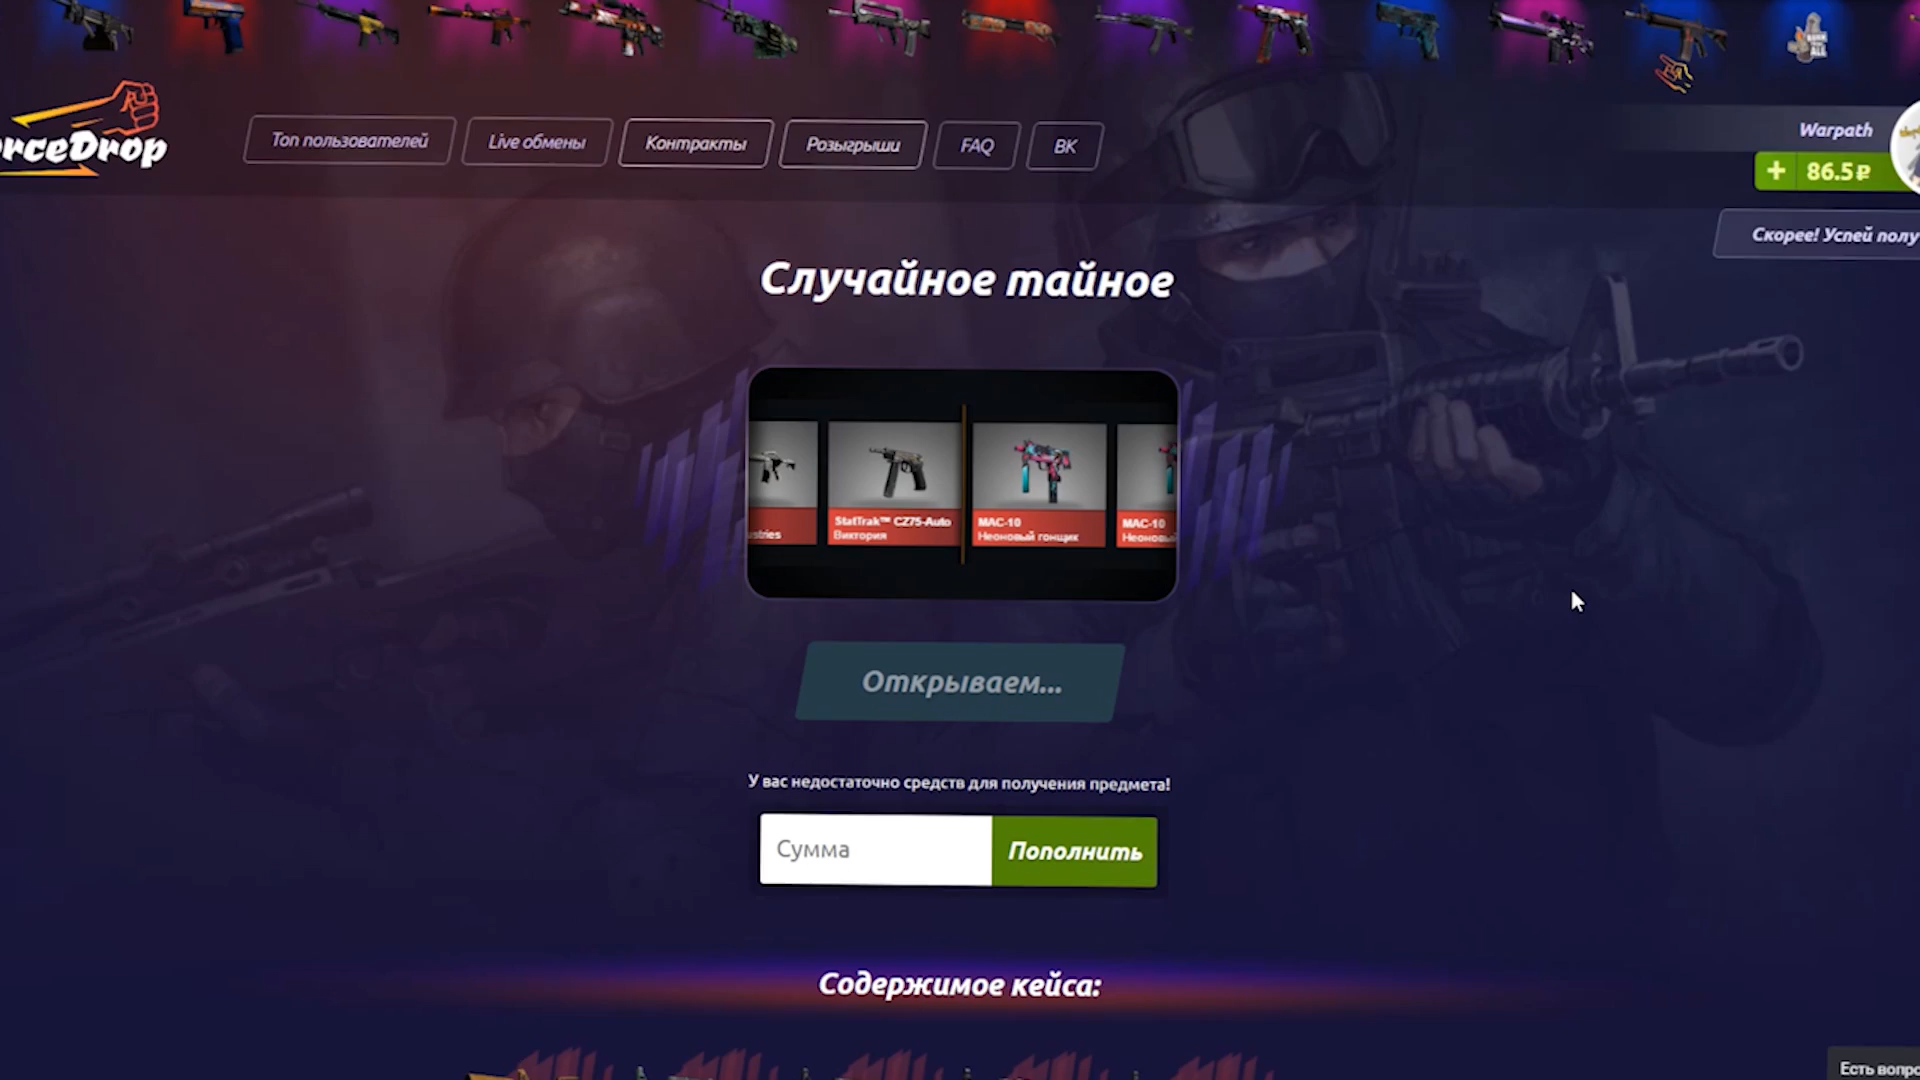 orceDrop
Топ пользователей
Live обмены
Контракты
Розыгрыши
FAQ
ВК
Warpath
+ 86.5₽
Скорее! Успей полу
Случайное тайное
ustries
StatTrak™ CZ75-Auto
Виктория
MAC-10
Неоновый гонщик
MAC-10
Неоновы
Открываем...
У вас недостаточно средств для получения предмета!
Сумма
Пополнить
Содержимое кейса:
Есть вопро